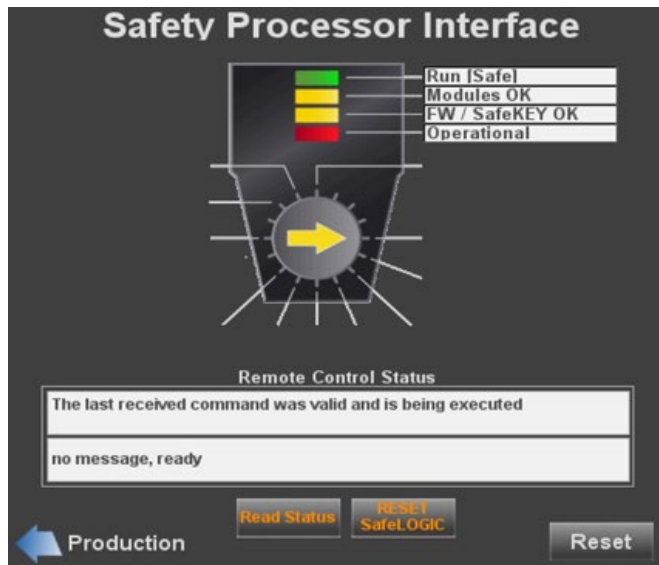 Safety Processor Interface
Run [Safe]
Modules OK
FW / SafeKEY OK
Operational
Remote Control Status
The last received command was valid and is being executed
no message, ready
Read Status
RESET
SafeLOGIC
Production
Reset